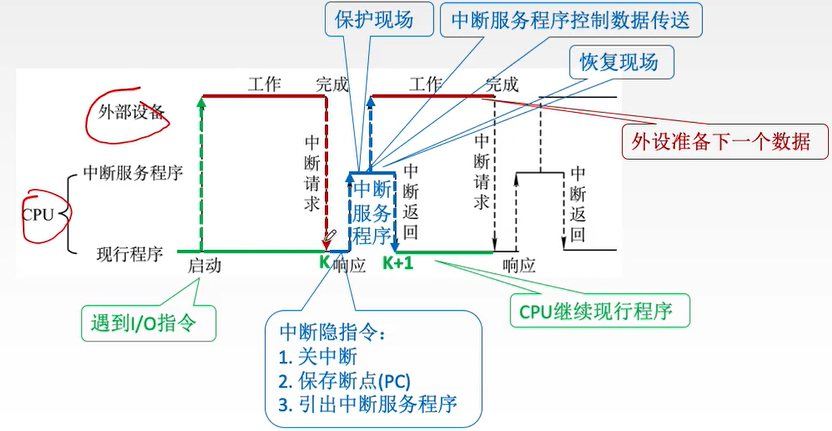 保护现场
中断服务程序控制数据传送
恢复现场
工作
完成
工作
完成
外部设备
外设准备下一个数据
中断请求
中断请求
中断服务程序
中断服务程序
中断返回
中断返回
CPU
现行程序
启动
K
响应
K+1
响应
遇到I/O指令
CPU继续现行程序
中断隐指令：
1. 关中断
2. 保存断点(PC)
3. 引出中断服务程序